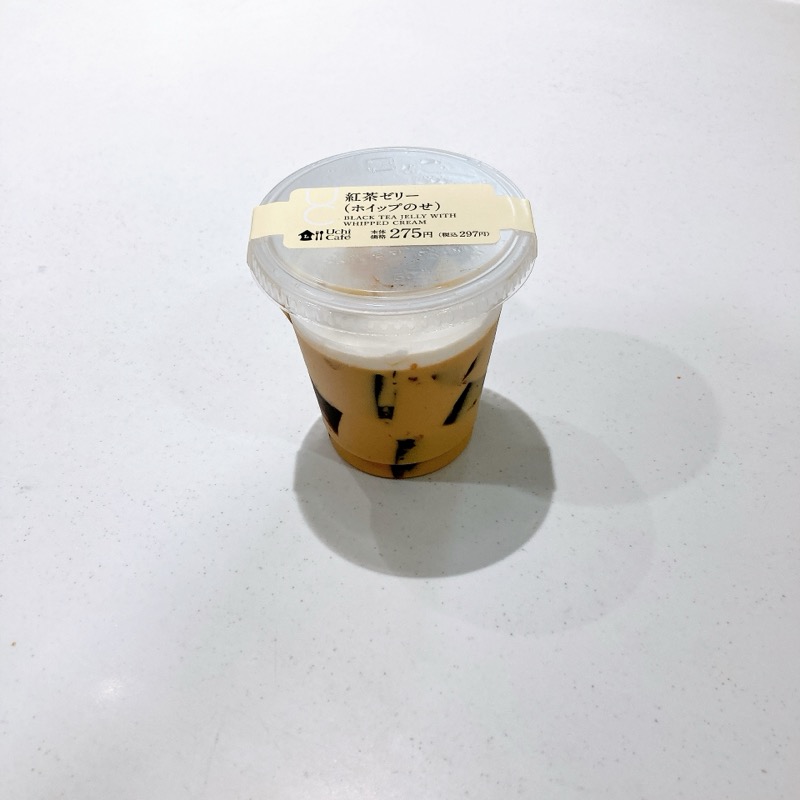 紅茶ゼリー
(ホイップのせ)
BLACK TEA JELLY WITH
WHIPPED CREAM
Uchi
Café
本体
価格 275円 (税込297円)